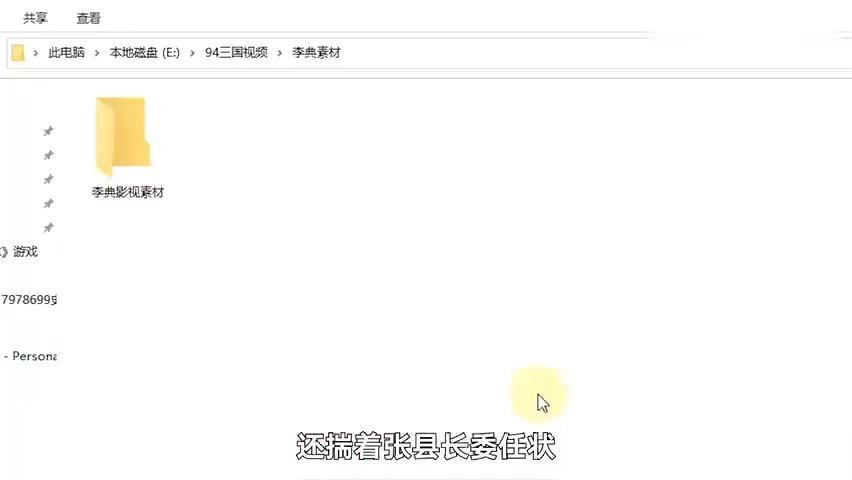 共享 查看
此电脑 本地磁盘 (E:) 94三国视频 李典素材
李典影视素材
》游戏
7978699
- Persona
还揣着张县长委任状